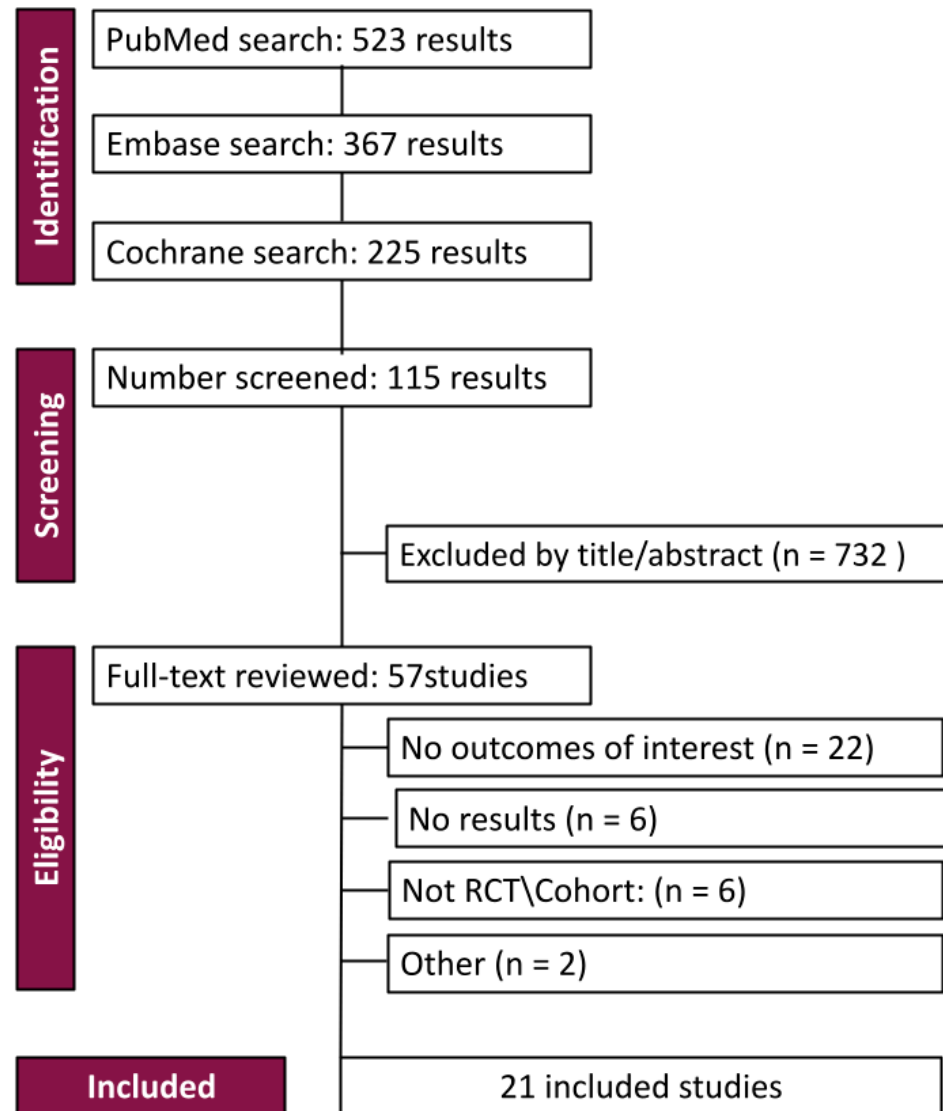 Identification
PubMed search: 523 results
Embase search: 367 results
Cochrane search: 225 results
Screening
Number screened: 115 results
Excluded by title/abstract (n = 732 )
Eligibility
Full-text reviewed: 57studies
No outcomes of interest (n = 22)
No results (n = 6)
Not RCT\Cohort: (n = 6)
Other (n = 2)
Included
21 included studies